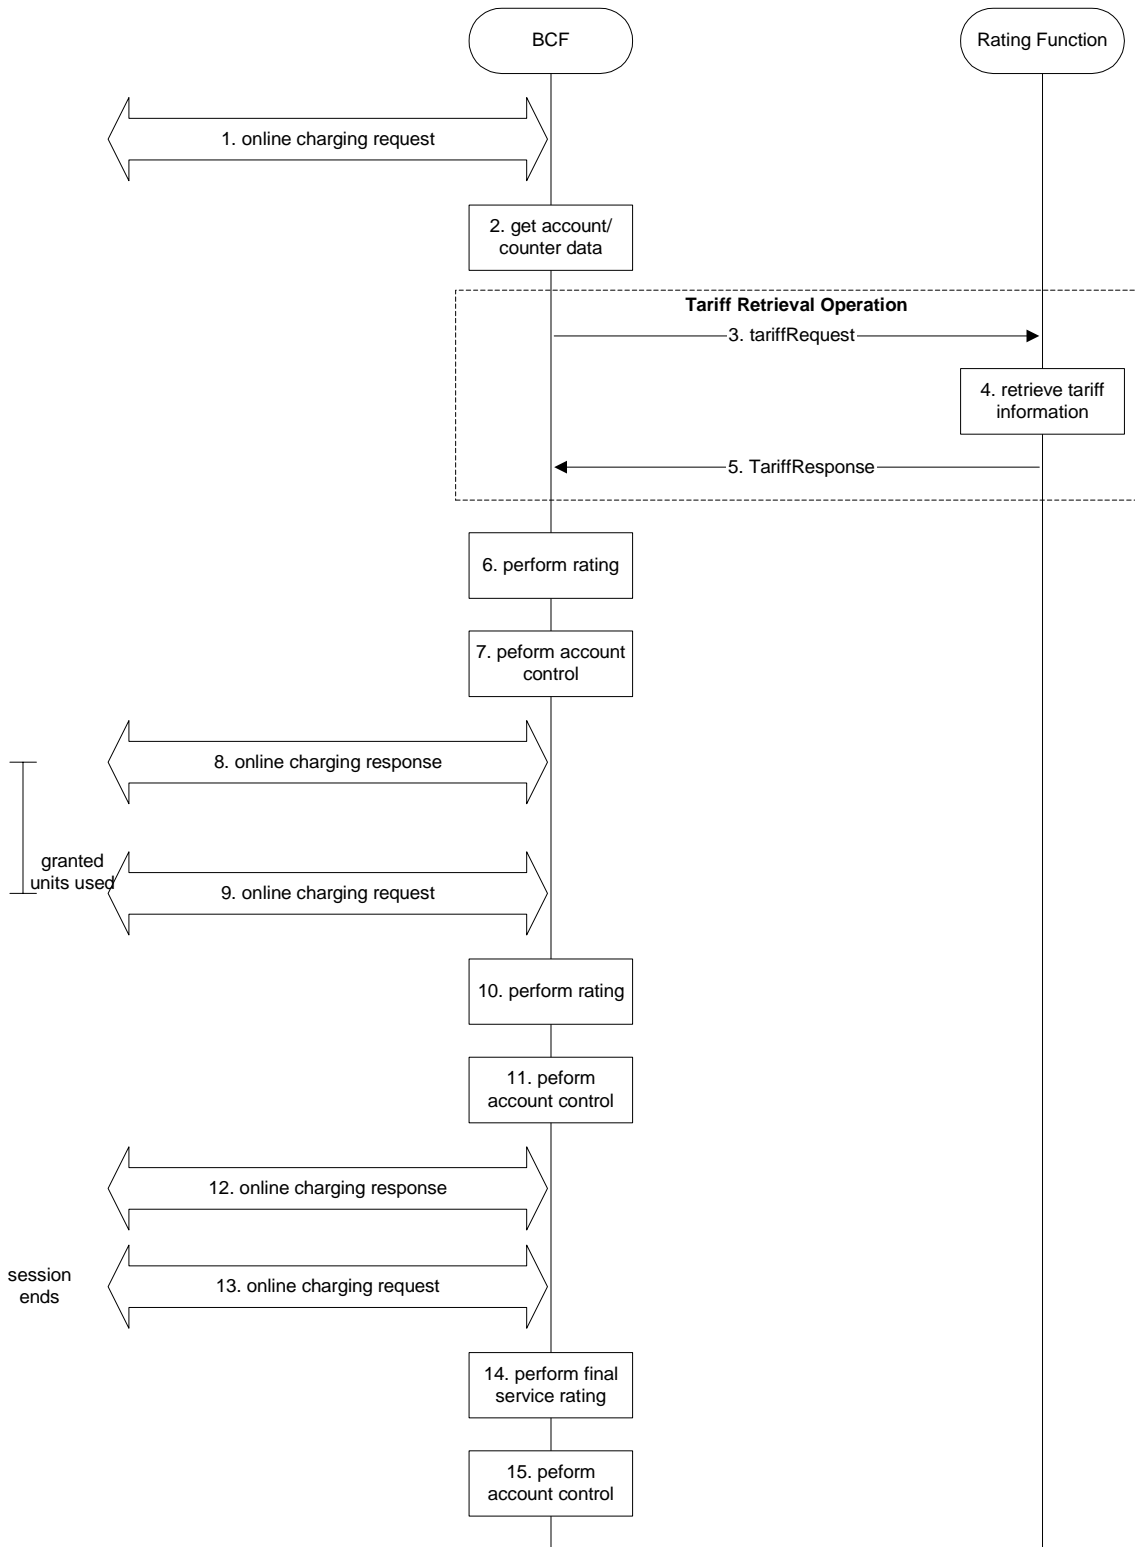 BCF
Rating Function
1. online charging request
2. get account/
counter data
Tariff Retrieval Operation
3. tariffRequest
4. retrieve tariff
information
5. TariffResponse
6. perform rating
7. peform account
control
8. online charging response
granted
units used
9. online charging request
10. perform rating
11. peform
account control
12. online charging response
session
ends
13. online charging request
14. perform final
service rating
15. peform
account control